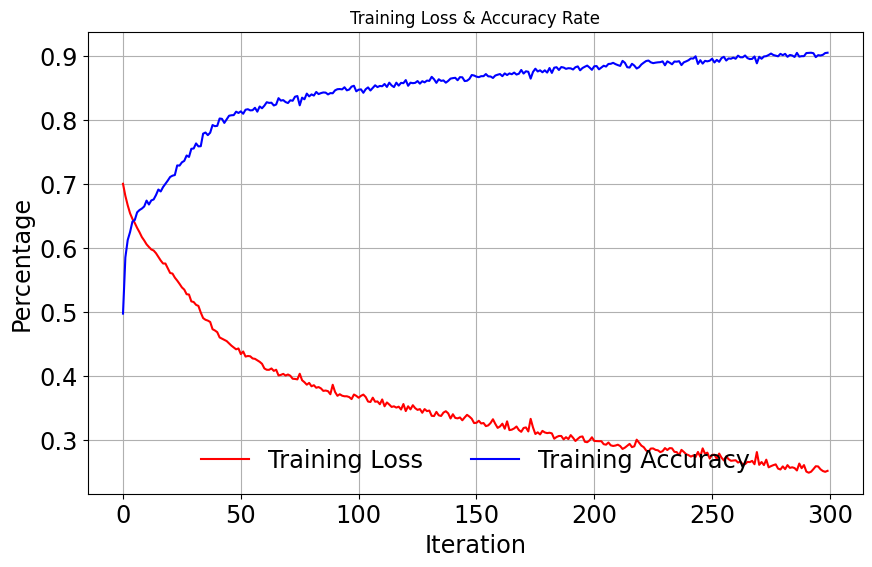 Training Loss & Accuracy Rate
0.9
0.8
0.7
0.6
0.5
0.4
0.3
Percentage
Training Loss
Training Accuracy
0
50
100
150
200
250
300
Iteration